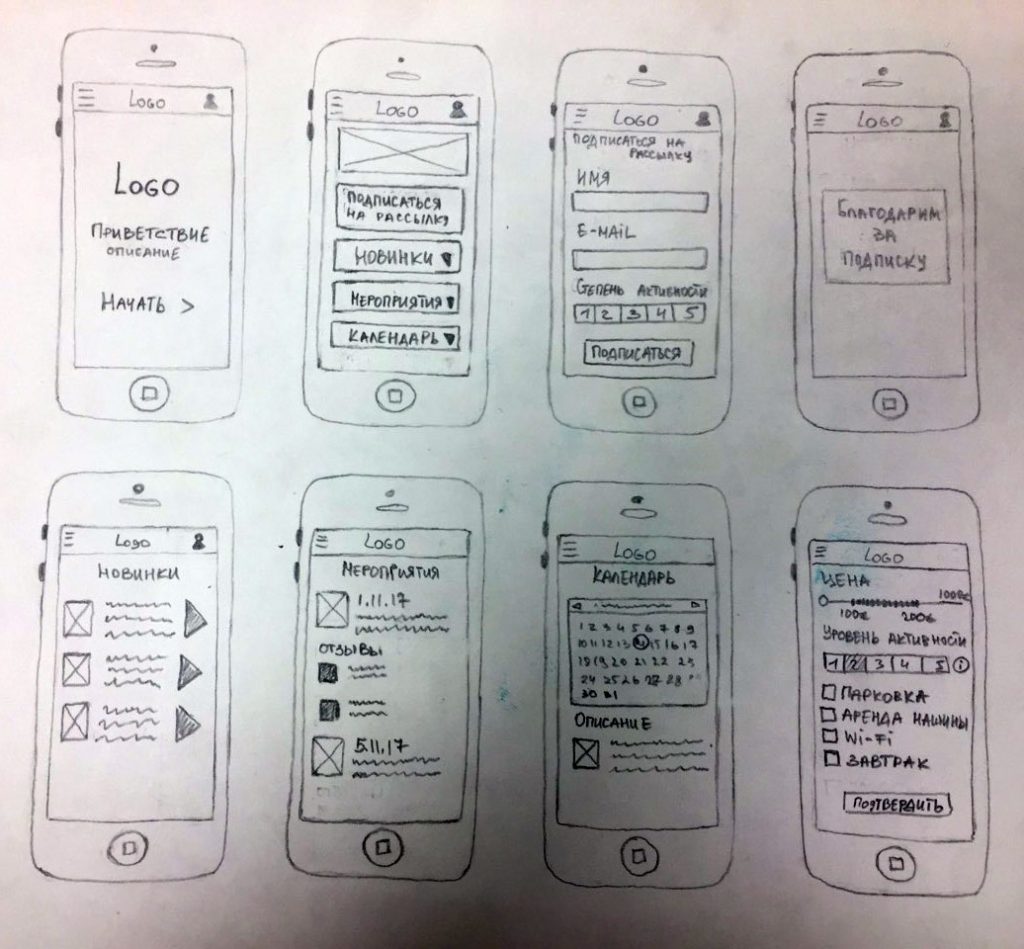 LOGO
LOGO
ПРИВЕТСТВИЕ
ОПИСАНИЕ
НАЧАТЬ >
LOGO
ПОДПИСАТЬСЯ
НА РАССЫЛКУ
НОВИНКИ
МЕРОПРИЯТИЯ
КАЛЕНДАРЬ
LOGO
ПОДПИСАТЬСЯ НА
РАССЫЛКУ
ИМЯ
E-MAIL
СТЕПЕНЬ АКТИВНОСТИ
1 2 3 4 5
ПОДПИСАТЬСЯ
LOGO
БЛАГОДАРИМ
ЗА
ПОДПИСКУ
Logo
НОВИНКИ
LOGO
МЕРОПРИЯТИЯ
1.11.17
ОТЗЫВЫ
5.11.17
LOGO
КАЛЕНДАРЬ
1 2 3 4 5 6 7 8 9
10 11 12 13 15 16 17
18 19 20 21 22 23
24 25 26 27 28
30 31
ОПИСАНИЕ
LOGO
ЦЕНА
100€ 200€
УРОВЕНЬ АКТИВНОСТИ
1 2 3 4 5 i
ПАРКОВКА
АРЕНДА МАШИНЫ
Wi-Fi
ЗАВТРАК
ПОДТВЕРДИТЬ